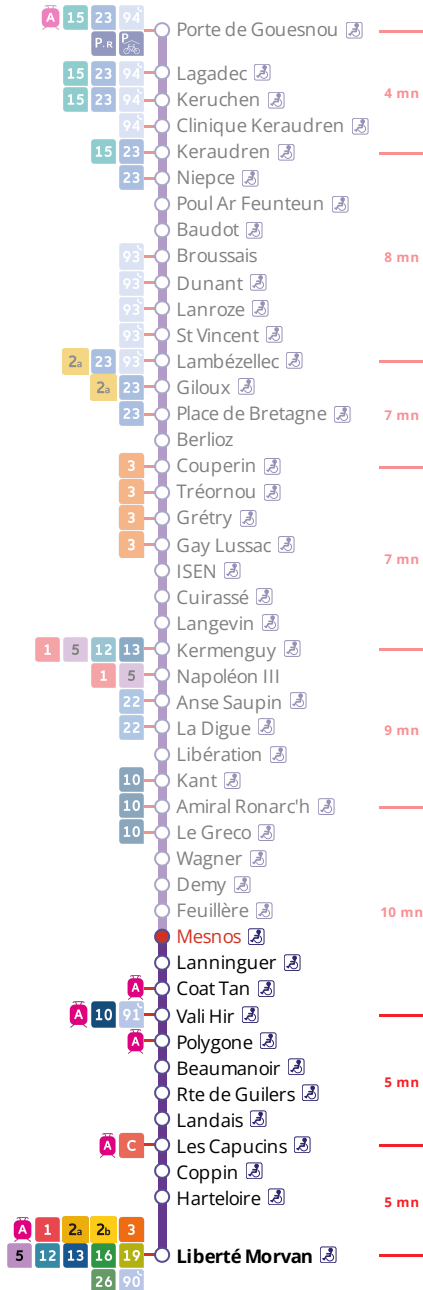 A 15 23 94 Porte de Gouesnou
P+R P
15 23 94 Lagadec
4 mn
15 23 94 Keruchen
94 Clinique Keraudren
15 23 Keraudren
23 Niepce
Poul Ar Feunteun
Baudot
93 Broussais
8 mn
93 Dunant
93 Lanroze
93 St Vincent
2a 23 93 Lambézellec
2a 23 Giloux
23 Place de Bretagne
7 mn
Berlioz
3 Couperin
3 Tréornou
3 Grétry
3 Gay Lussac
7 mn
ISEN
Cuirassé
Langevin
1 5 12 13 Kermenguy
1 5 Napoléon III
22 Anse Saupin
22 La Digue
9 mn
Libération
10 Kant
10 Amiral Ronarc'h
10 Le Greco
Wagner
Demy
Feuillère
10 mn
Mesnos
Lanninguer
A Coat Tan
A 10 91 Vali Hir
A Polygone
Beaumanoir
5 mn
Rte de Guilers
Landais
A C Les Capucins
Coppin
Harteloire
5 mn
A 1 2a 2b 3
5 12 13 16 19 Liberté Morvan
26 90